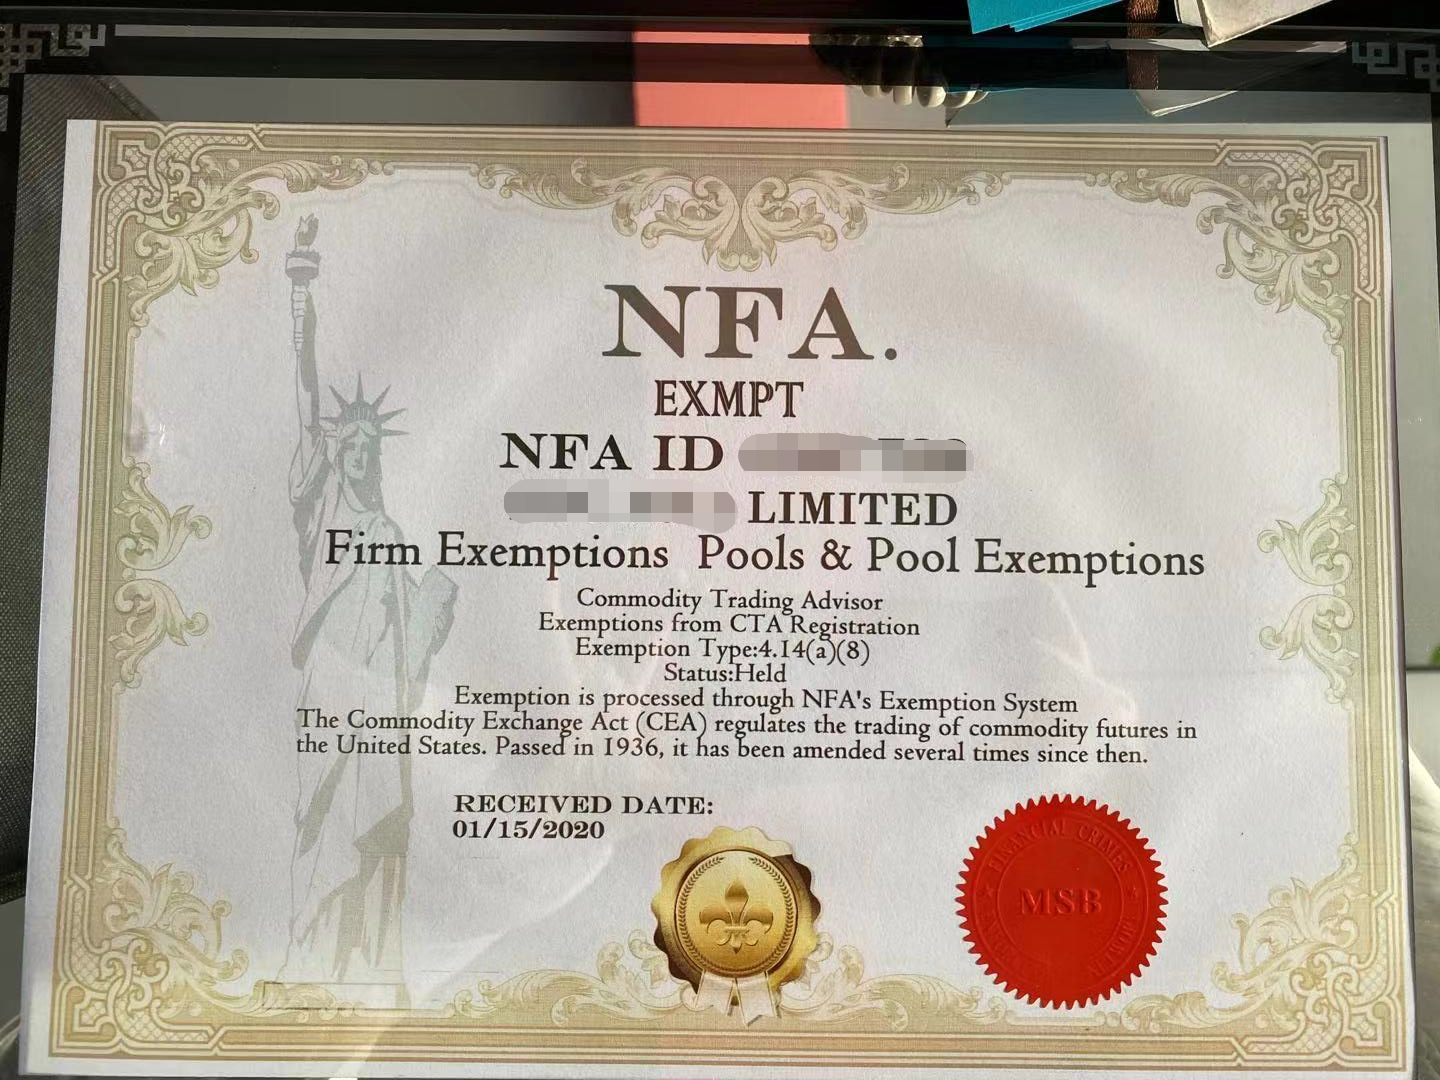 NFA.
EXMPT
NFA ID
LIMITED
Firm Exemptions Pools & Pool Exemptions
Commodity Trading Advisor
Exemptions from CTA Registration
Exemption Type:4.14(a)(8)
Status:Held
Exemption is processed through NFA's Exemption System
The Commodity Exchange Act (CEA) regulates the trading of commodity futures in
the United States. Passed in 1936, it has been amended several times since then.
RECEIVED DATE:
01/15/2020
FINANCIAL CRIMES
MSB